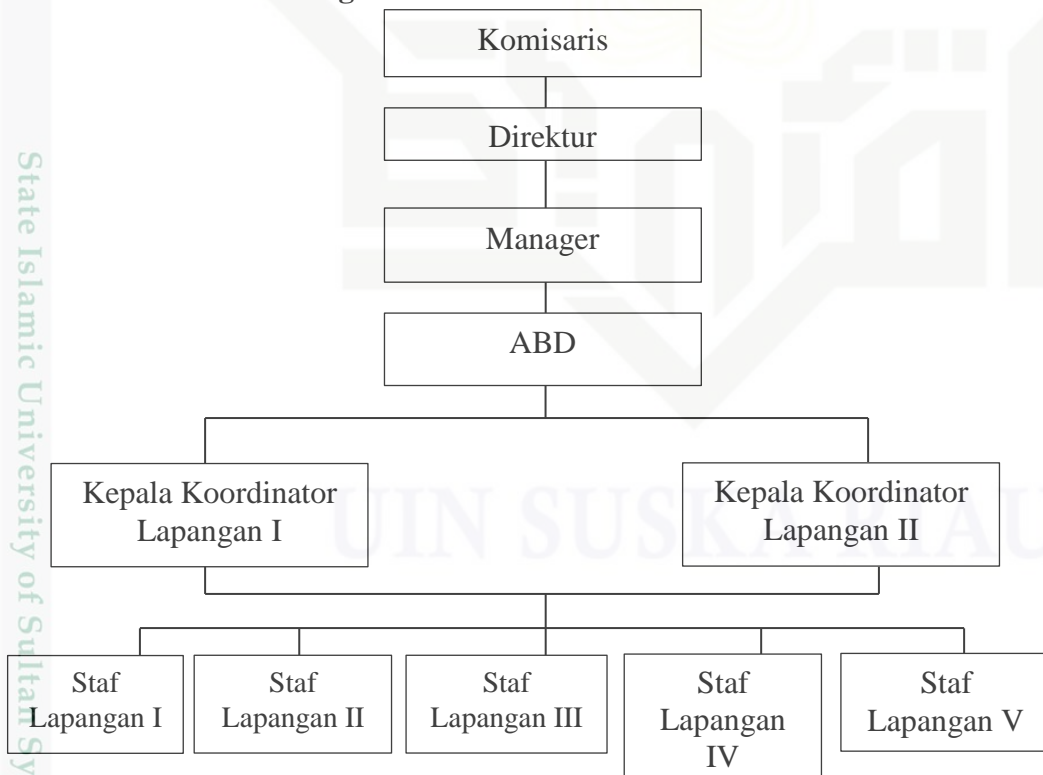 Komisaris
Direktur
Manager
ABD
Kepala Koordinator
Lapangan I
Kepala Koordinator
Lapangan II
Staf
Lapangan I
Staf
Lapangan II
Staf
Lapangan III
Staf
Lapangan
IV
Staf
Lapangan V
UIN SUSKA RIAU
State Islamic University of Sultan Sy